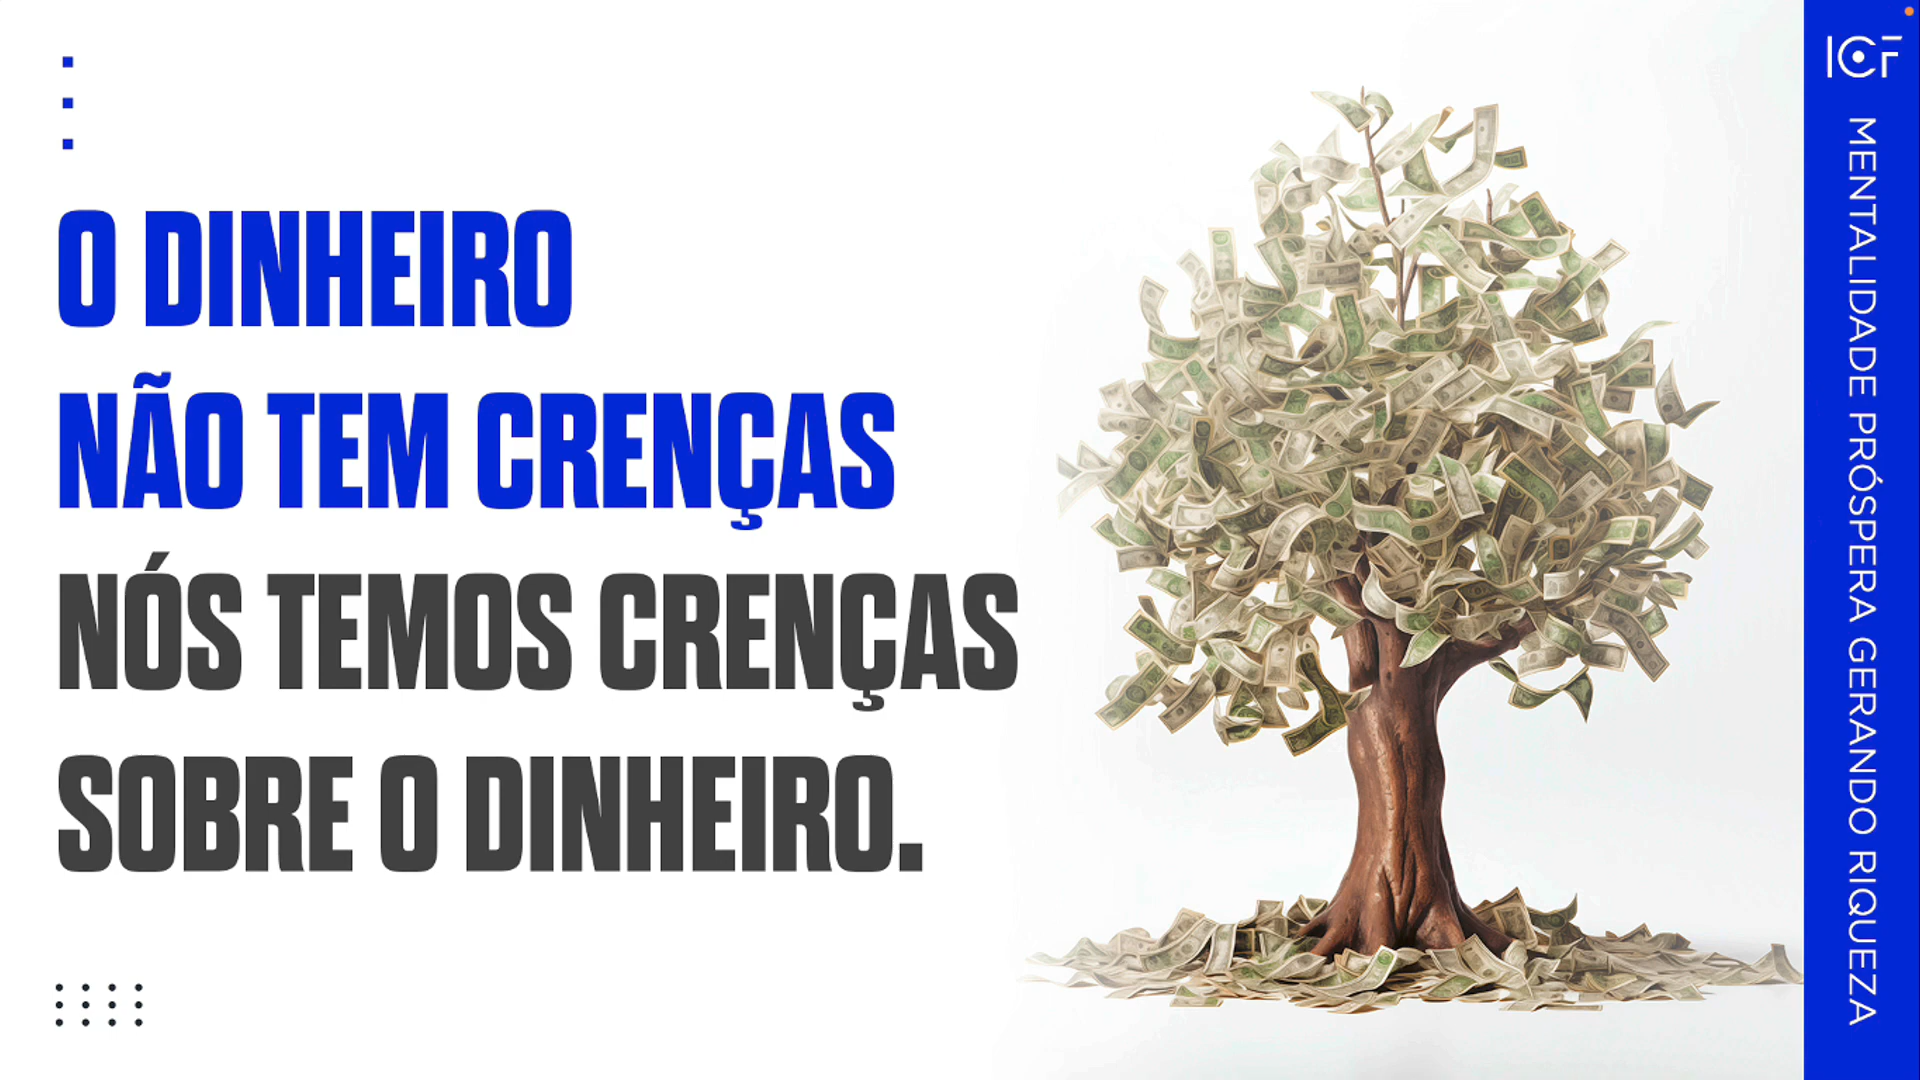 O DINHEIRO
NÃO TEM CRENÇAS
NÓS TEMOS CRENÇAS
SOBRE O DINHEIRO.
ICF
MENTALIDADE PRÓSPERA GERANDO RIQUEZA